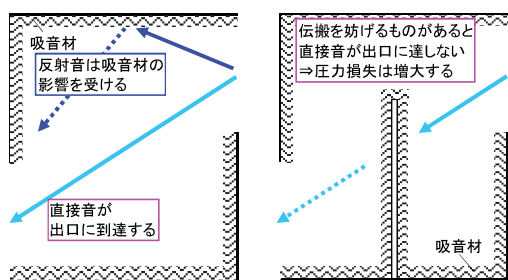 吸音材
反射音は吸音材の
影響を受ける
直接音が
出口に到達する
伝搬を妨げるものがあると
直接音が出口に達しない
⇒圧力損失は増大する
吸音材